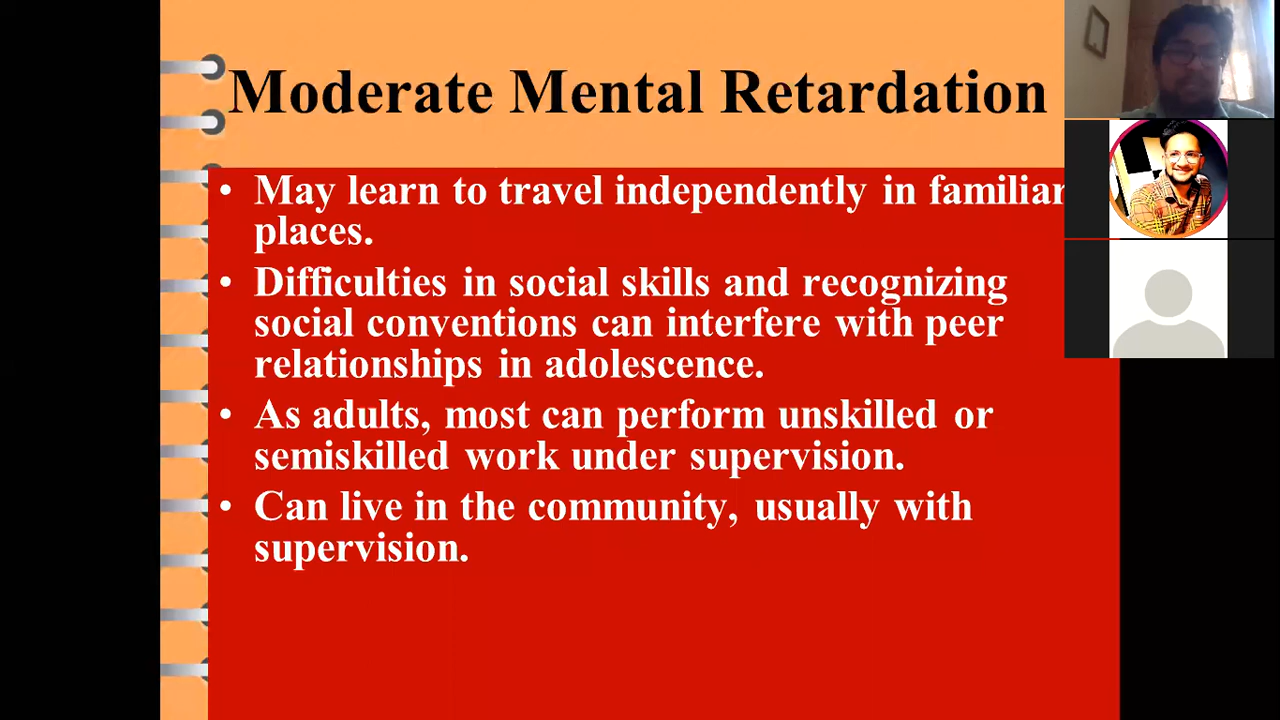 Moderate Mental Retardation
• May learn to travel independently in familiar
places.
• Difficulties in social skills and recognizing
social conventions can interfere with peer
relationships in adolescence.
• As adults, most can perform unskilled or
semiskilled work under supervision.
• Can live in the community, usually with
supervision.